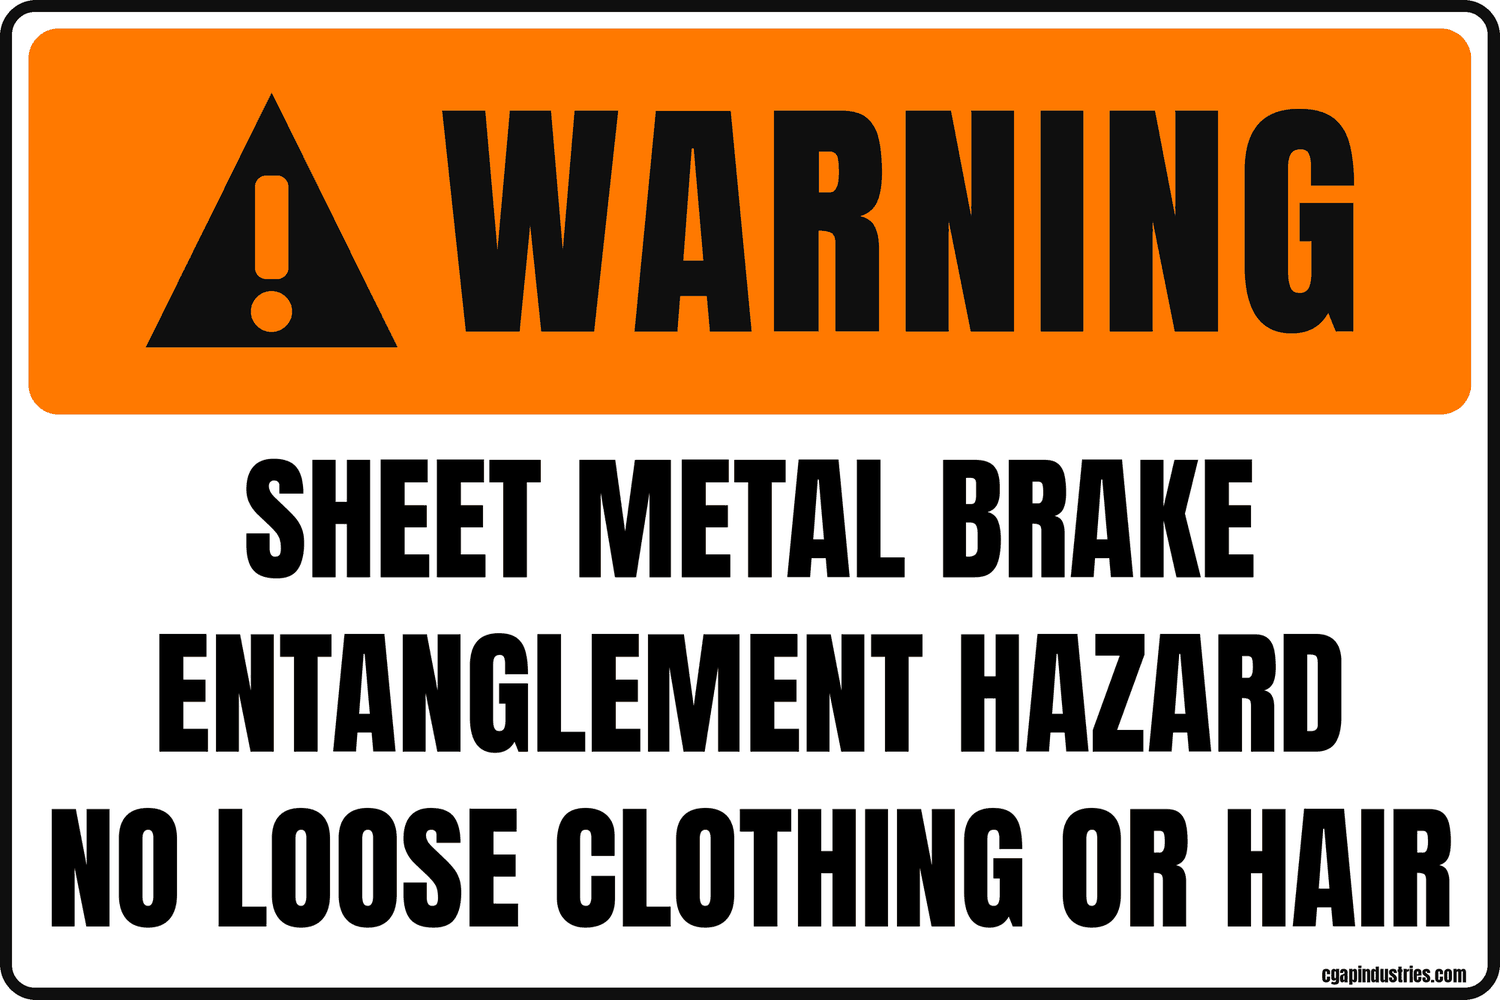 WARNING
SHEET METAL BRAKE
ENTANGLEMENT HAZARD
NO LOOSE CLOTHING OR HAIR
cgapindustries.com